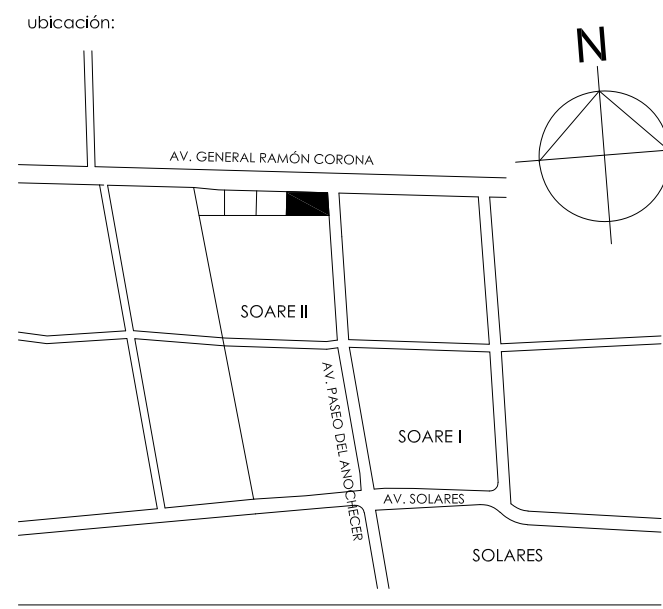 ubicación:
N
AV. GENERAL RAMÓN CORONA
SOARE II
AV. PASEO DEL ANOCHECER
SOARE I
AV. SOLARES
SOLARES